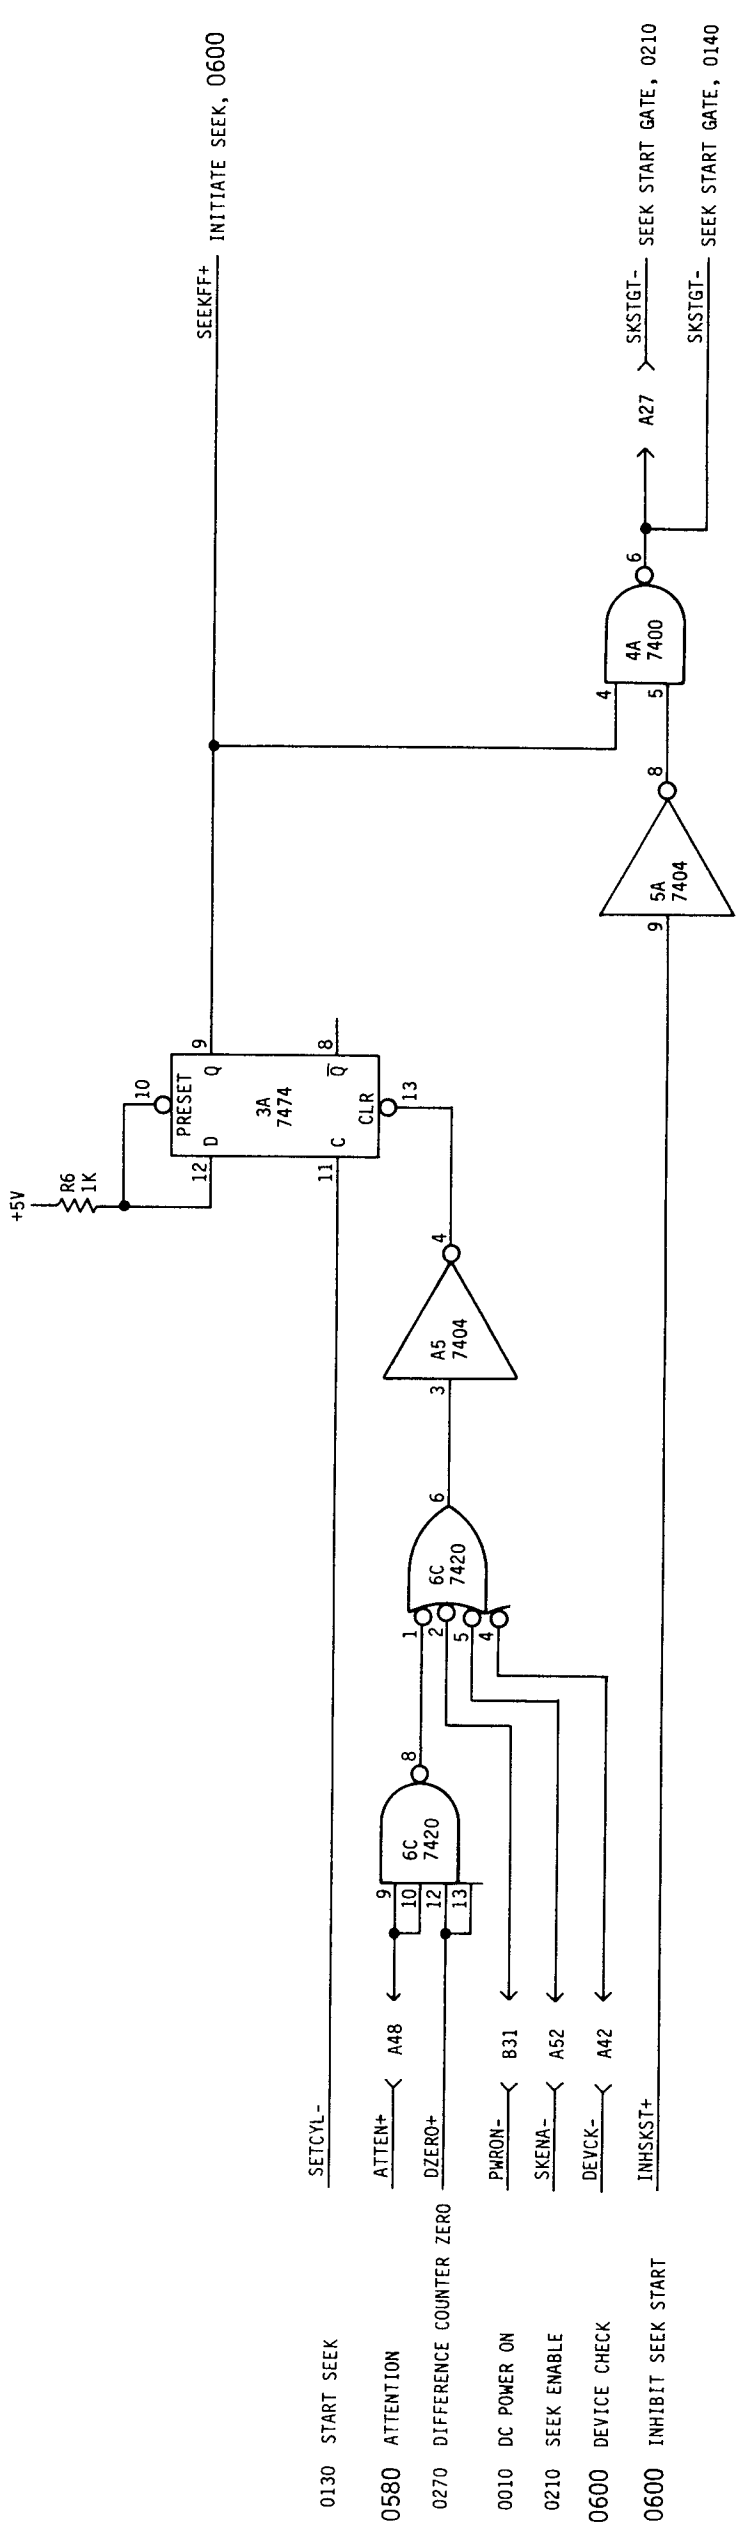 0130 START SEEK SETCYL-
0580 ATTENTION ATTEN+ A48
0270 DIFFERENCE COUNTER ZERO DZERO+
0010 DC POWER ON PWRON- B31
0210 SEEK ENABLE SKENA- A52
0600 DEVICE CHECK DEVCK- A42
0600 INHIBIT SEEK START INHSKST+
9
10
12
13
6C
7420
8
1
2
5
4
6C
7420
6
3
A5
7404
4
+5V
R6
1K
12
11
10
PRESET
D
Q
3A
7474
C
Q̅
CLR
13
9
8
9
5A
7404
8
4
5
4A
7400
6
SEEKFF+ INITIATE SEEK, 0600
A27 SKSTGT- SEEK START GATE, 0210
SKSTGT- SEEK START GATE, 0140